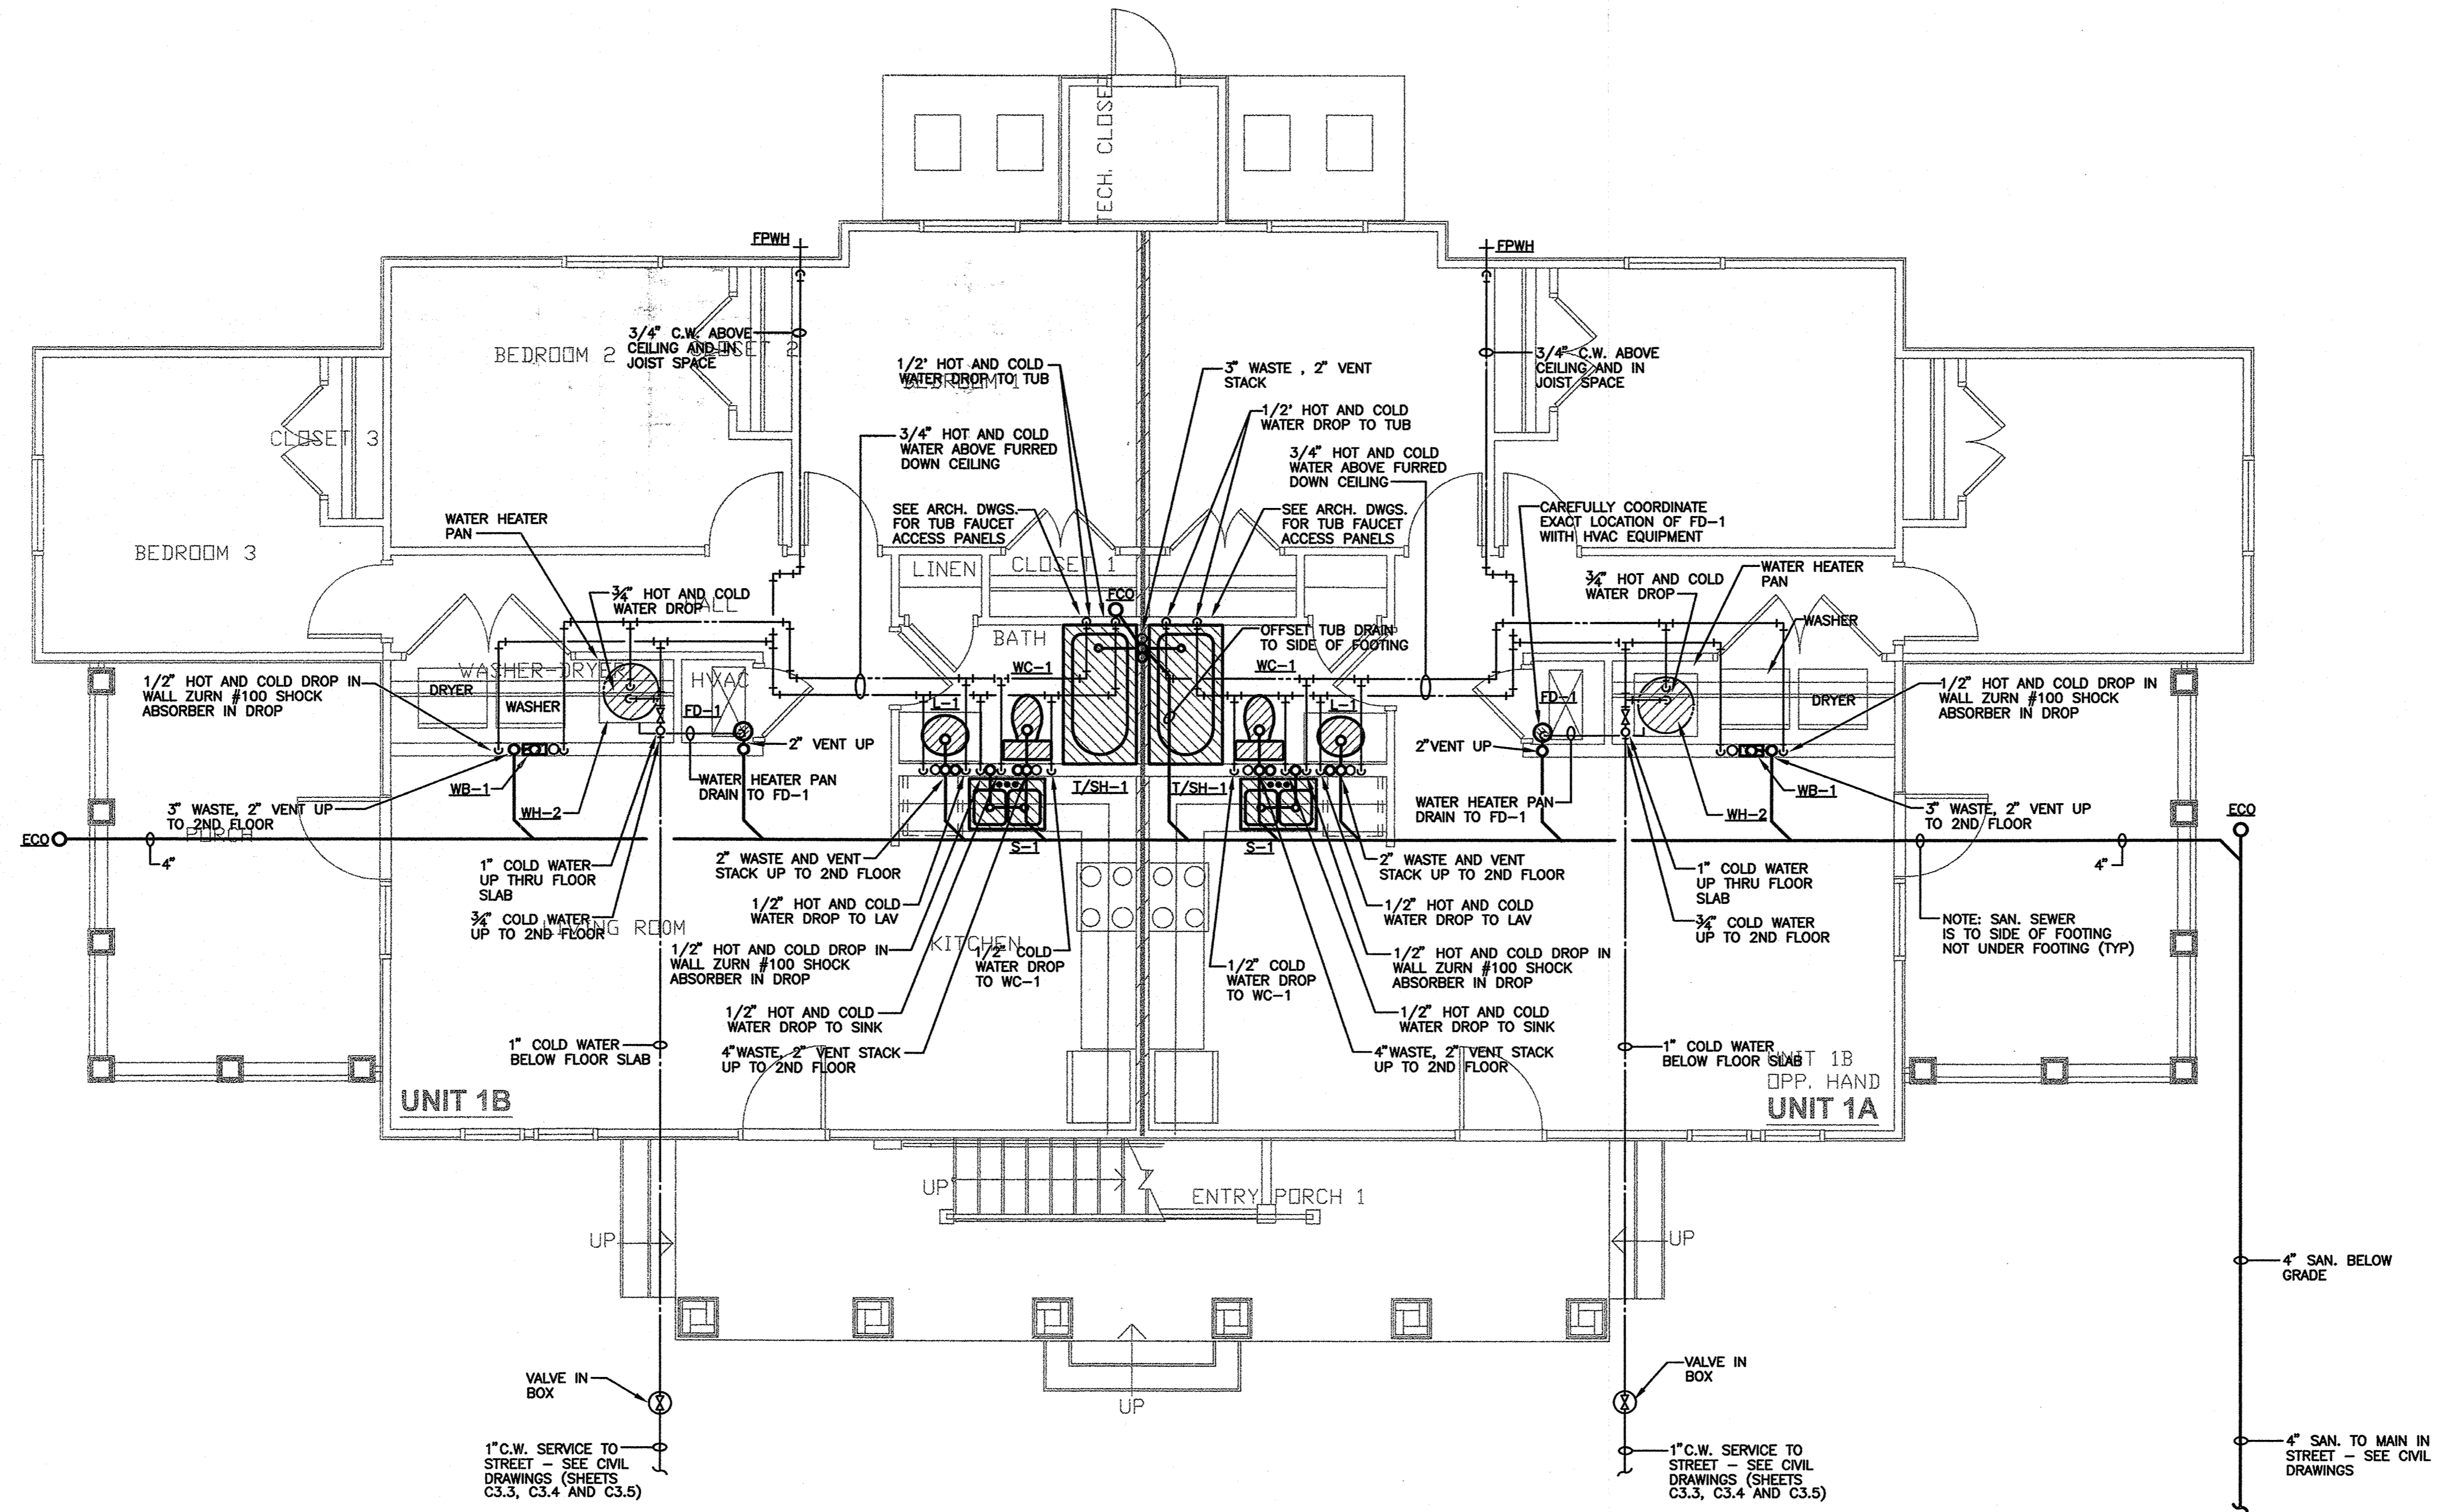 TECH. CLOSE
FPWH
FPWH
BEDROOM 2
3/4" C.W. ABOVE
CEILING AND IN
JOIST SPACE
CLOSET 2
1/2' HOT AND COLD
WATER DROP TO TUB
BEDROOM 1
3" WASTE , 2" VENT
STACK
3/4" C.W. ABOVE
CEILING AND IN
JOIST SPACE
1/2' HOT AND COLD
WATER DROP TO TUB
CLOSET 3
3/4" HOT AND COLD
WATER ABOVE FURRED
DOWN CEILING
3/4" HOT AND COLD
WATER ABOVE FURRED
DOWN CEILING
SEE ARCH. DWGS.
FOR TUB FAUCET
ACCESS PANELS
SEE ARCH. DWGS.
FOR TUB FAUCET
ACCESS PANELS
CAREFULLY COORDINATE
EXACT LOCATION OF FD-1
WIITH HVAC EQUIPMENT
WATER HEATER
PAN
BEDROOM 3
LINEN
CLOSET 1
WATER HEATER
PAN
3/4" HOT AND COLD
WATER DROP
HALL
FCO
3/4" HOT AND COLD
WATER DROP
WASHER
BATH
OFFSET TUB DRAIN
TO SIDE OF FOOTING
WC-1
WC-1
WASHER-DRYER
HVAC
1/2" HOT AND COLD DROP IN
WALL ZURN #100 SHOCK
ABSORBER IN DROP
DRYER
WASHER
FD-1
L-1
L-1
FD-1
DRYER
1/2" HOT AND COLD DROP IN
WALL ZURN #100 SHOCK
ABSORBER IN DROP
2" VENT UP
2"VENT UP
WATER HEATER PAN
DRAIN TO FD-1
T/SH-1
T/SH-1
WB-1
WB-1
3" WASTE, 2" VENT UP
TO 2ND FLOOR
WH-2
WATER HEATER PAN
DRAIN TO FD-1
WH-2
3" WASTE, 2" VENT UP
TO 2ND FLOOR
ECO
ECO
PORCH
4"
S-1
S-1
4"
1" COLD WATER
UP THRU FLOOR
SLAB
2" WASTE AND VENT
STACK UP TO 2ND FLOOR
2" WASTE AND VENT
STACK UP TO 2ND FLOOR
1" COLD WATER
UP THRU FLOOR
SLAB
3/4" COLD WATER
UP TO 2ND FLOOR
LIVING ROOM
1/2" HOT AND COLD
WATER DROP TO LAV
1/2" HOT AND COLD
WATER DROP TO LAV
3/4" COLD WATER
UP TO 2ND FLOOR
NOTE: SAN. SEWER
IS TO SIDE OF FOOTING
NOT UNDER FOOTING (TYP)
KITCHEN
1/2" HOT AND COLD DROP IN
WALL ZURN #100 SHOCK
ABSORBER IN DROP
1/2" COLD
WATER DROP
TO WC-1
1/2" COLD
WATER DROP
TO WC-1
1/2" HOT AND COLD DROP IN
WALL ZURN #100 SHOCK
ABSORBER IN DROP
1/2" HOT AND COLD
WATER DROP TO SINK
1/2" HOT AND COLD
WATER DROP TO SINK
1" COLD WATER
BELOW FLOOR SLAB
4"WASTE, 2" VENT STACK
UP TO 2ND FLOOR
4"WASTE, 2" VENT STACK
UP TO 2ND FLOOR
1" COLD WATER
BELOW FLOOR SLAB
UNIT 1B
OPP. HAND
UNIT 1B
UNIT 1A
UP
ENTRY PORCH 1
UP
UP
4" SAN. BELOW
GRADE
VALVE IN
BOX
VALVE IN
BOX
UP
1"C.W. SERVICE TO
STREET - SEE CIVIL
DRAWINGS (SHEETS
C3.3, C3.4 AND C3.5)
1"C.W. SERVICE TO
STREET - SEE CIVIL
DRAWINGS (SHEETS
C3.3, C3.4 AND C3.5)
4" SAN. TO MAIN IN
STREET - SEE CIVIL
DRAWINGS